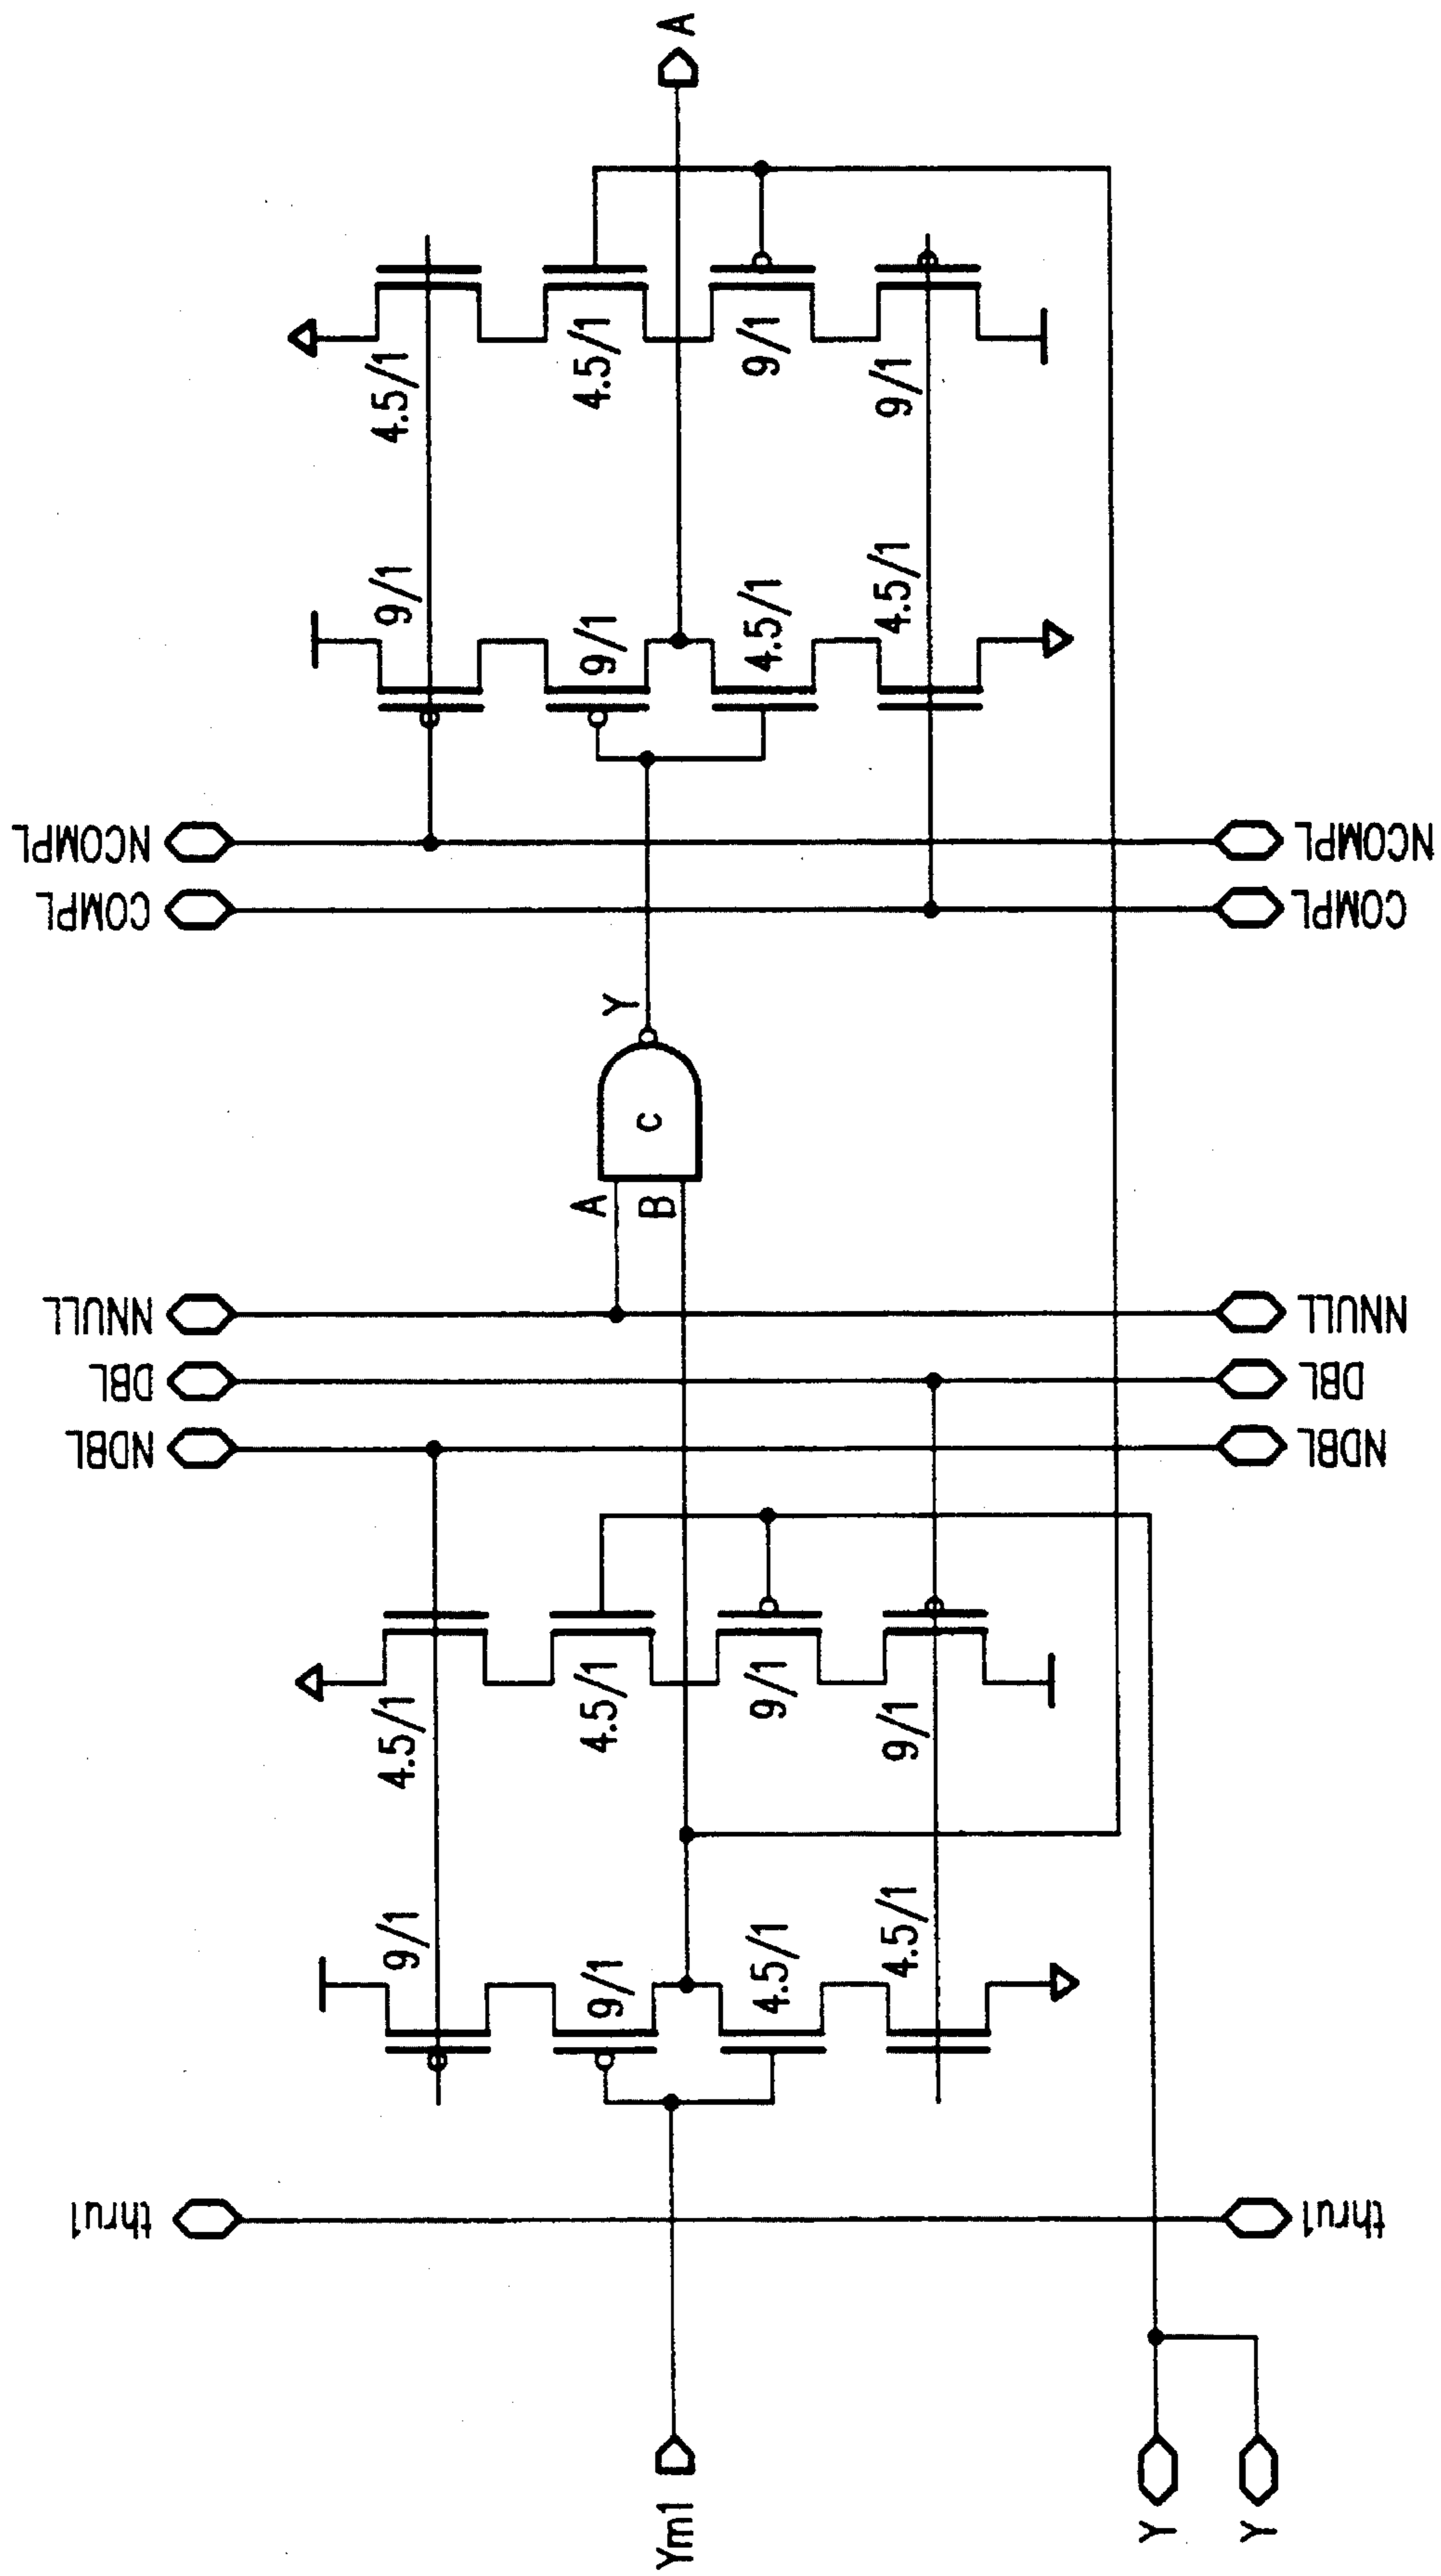 A
4.5/1
4.5/1
9/1
9/1
9/1
9/1
4.5/1
4.5/1
NCOMPL
NCOMPL
COMPL
COMPL
Y
c
A
B
NNULL
NNULL
DBL
DBL
NDBL
NDBL
4.5/1
4.5/1
9/1
9/1
9/1
9/1
4.5/1
4.5/1
thru1
thru1
Ym1
Y
Y